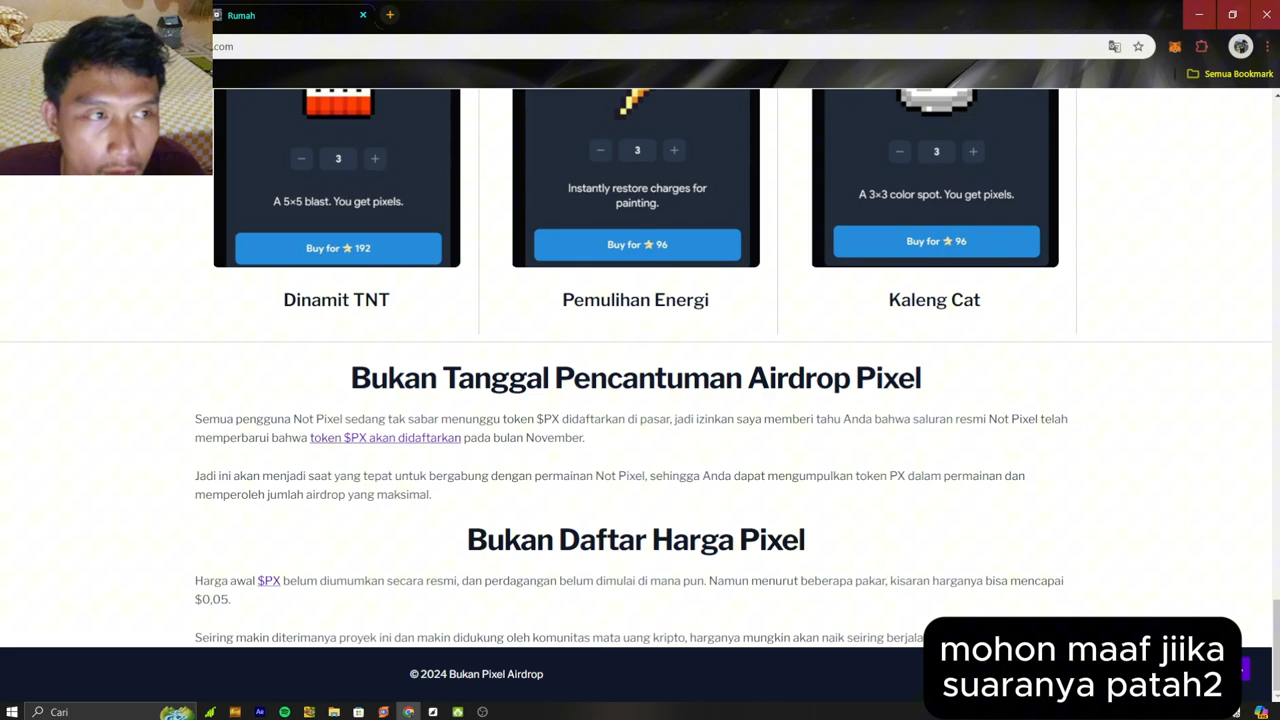 Rumah
.com
Semua Bookmark
3
3
3
A 5×5 blast. You get pixels.
Instantly restore charges for
painting.
A 3×3 color spot. You get pixels.
Buy for 192
Buy for 96
Buy for 96
Dinamit TNT
Pemulihan Energi
Kaleng Cat
Bukan Tanggal Pencantuman Airdrop Pixel
Semua pengguna Not Pixel sedang tak sabar menunggu token $PX didaftarkan di pasar, jadi izinkan saya memberi tahu Anda bahwa saluran resmi Not Pixel telah
memperbarui bahwa token $PX akan didaftarkan pada bulan November.
Jadi ini akan menjadi saat yang tepat untuk bergabung dengan permainan Not Pixel, sehingga Anda dapat mengumpulkan token PX dalam permainan dan
memperoleh jumlah airdrop yang maksimal.
Bukan Daftar Harga Pixel
Harga awal $PX belum diumumkan secara resmi, dan perdagangan belum dimulai di mana pun. Namun menurut beberapa pakar, kisaran harganya bisa mencapai
$0,05.
Seiring makin diterimanya proyek ini dan makin didukung oleh komunitas mata uang kripto, harganya mungkin akan naik seiring
© 2024 Bukan Pixel Airdrop
mohon maaf jiika
suaranya patah2
Cari